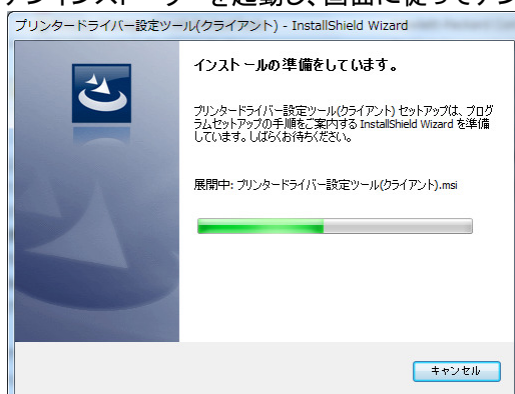 プリンタードライバー設定ツール(クライアント) - InstallShield Wizard
インストールの準備をしています。
プリンタードライバー設定ツール(クライアント) セットアップは、プログ
ラムセットアップの手順をご案内する InstallShield Wizard を準備
しています。しばらくお待ちください。
展開中: プリンタードライバー設定ツール(クライアント).msi
キャンセル